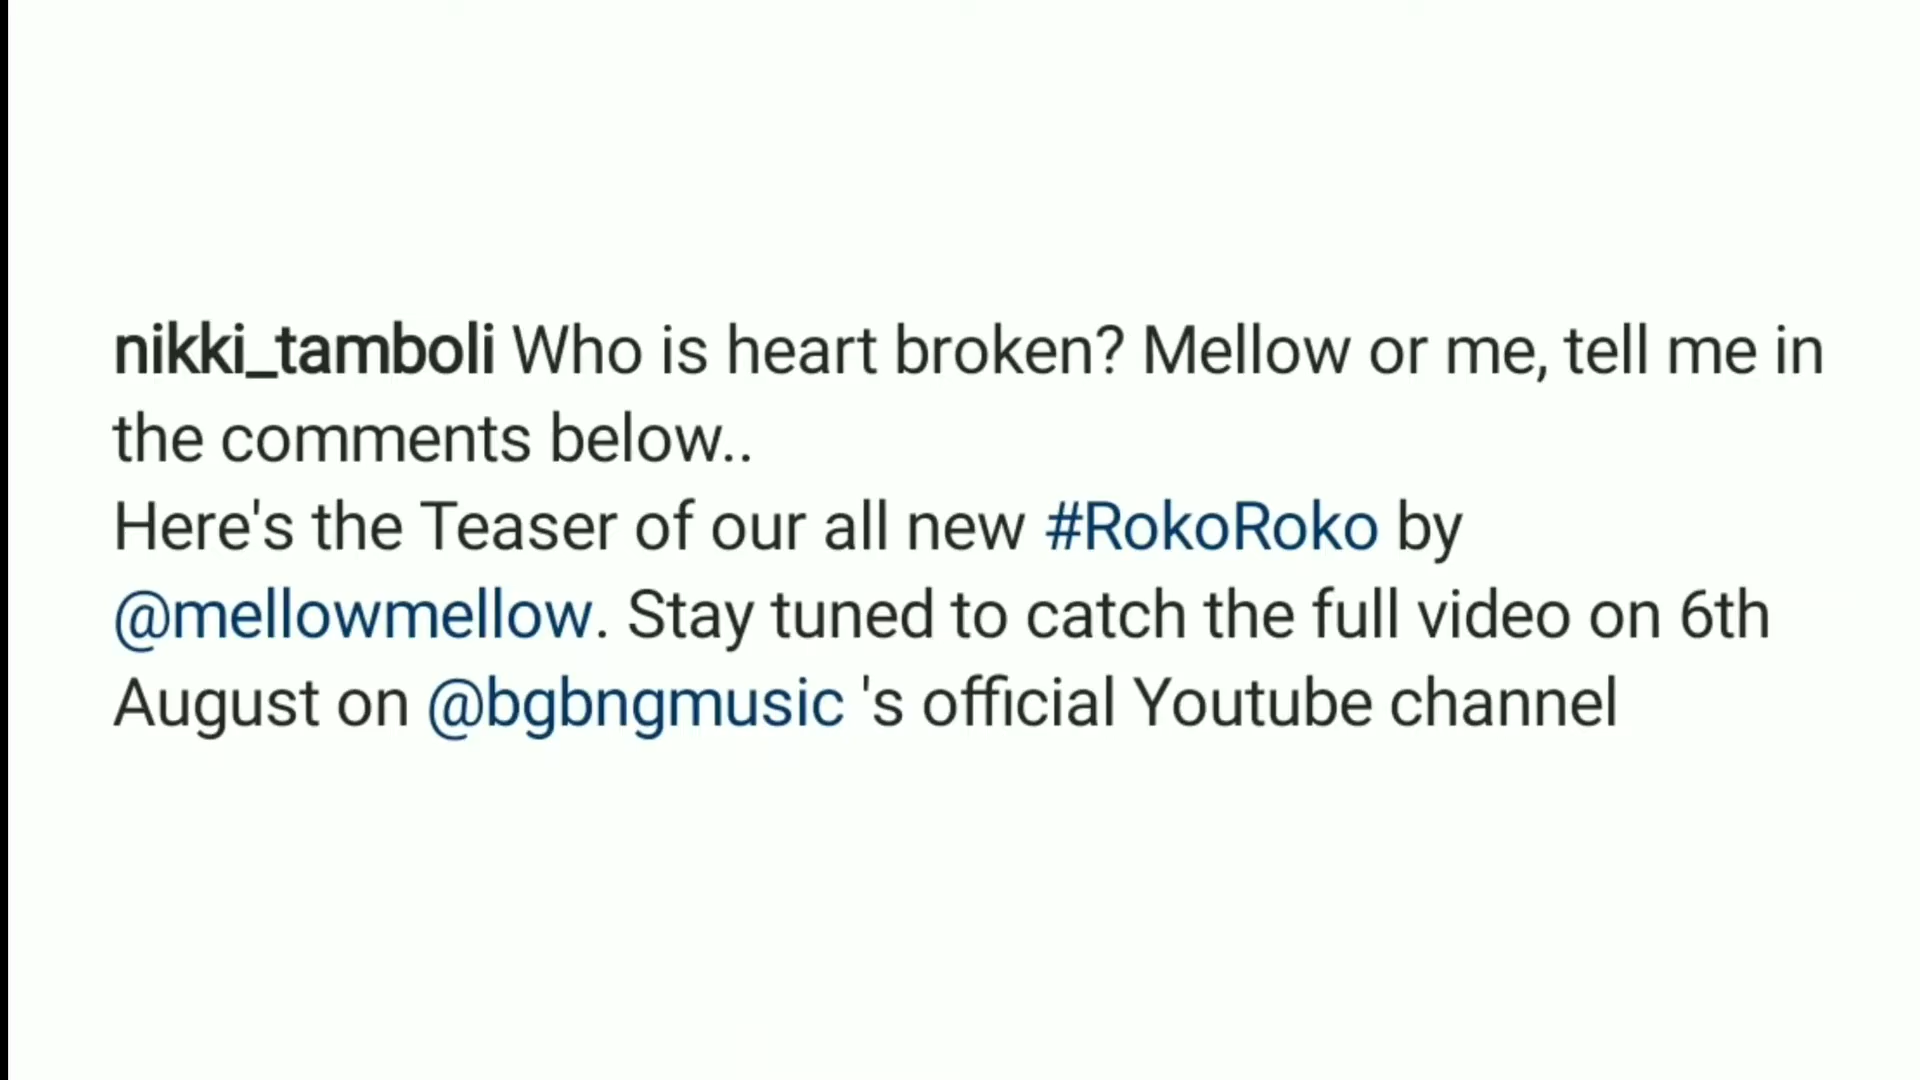 nikki_tamboli Who is heart broken? Mellow or me, tell me in
the comments below..
Here's the Teaser of our all new #RokoRoko by
@mellowmellow. Stay tuned to catch the full video on 6th
August on @bgbngmusic 's official Youtube channel